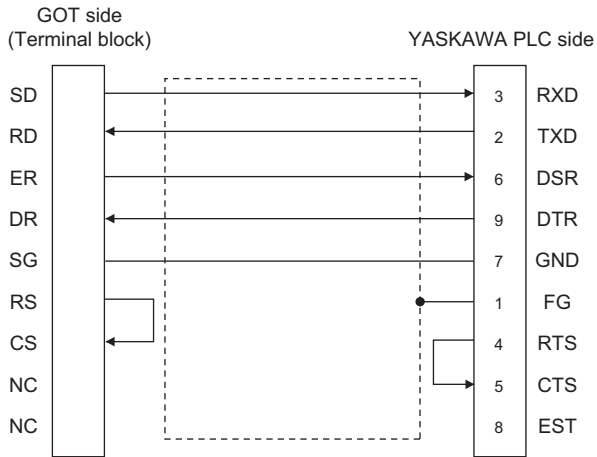 GOT side
(Terminal block)
YASKAWA PLC side
SD 3 RXD
RD 2 TXD
ER 6 DSR
DR 9 DTR
SG 7 GND
RS 1 FG
CS 4 RTS
NC 5 CTS
NC 8 EST